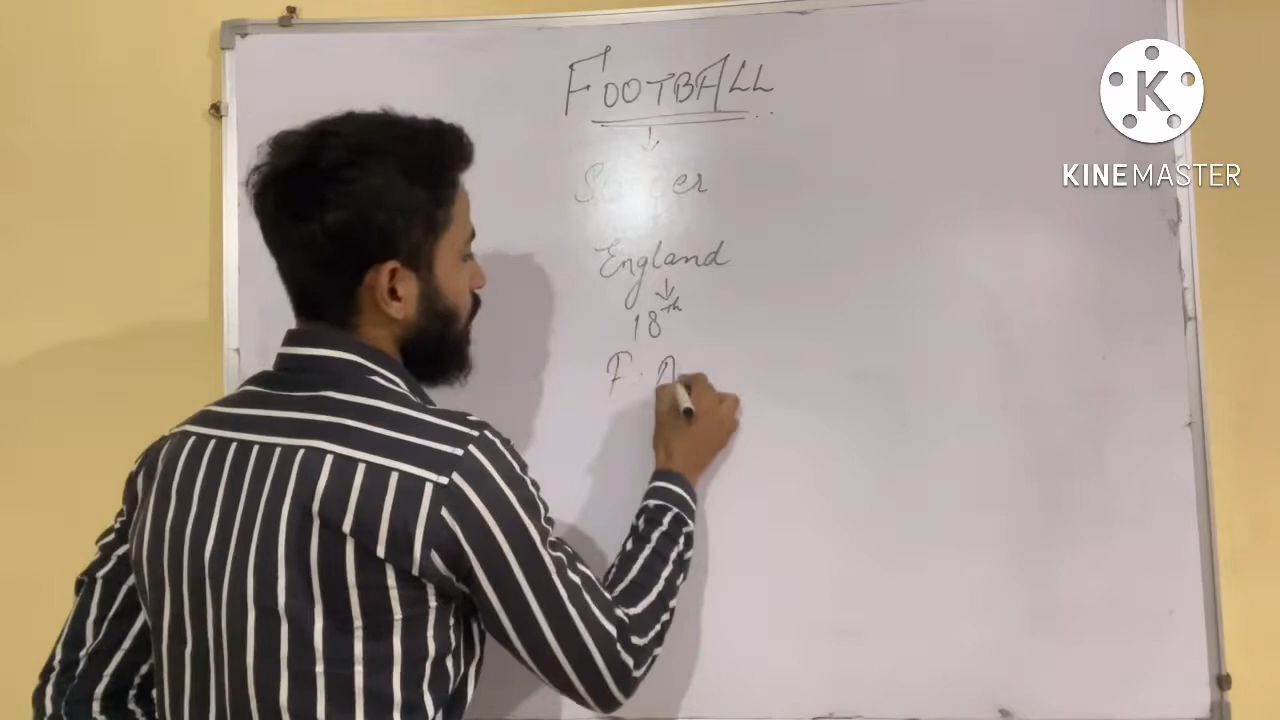 FOOTBALL
Soccer
England
18th
F. A
K
KINEMASTER